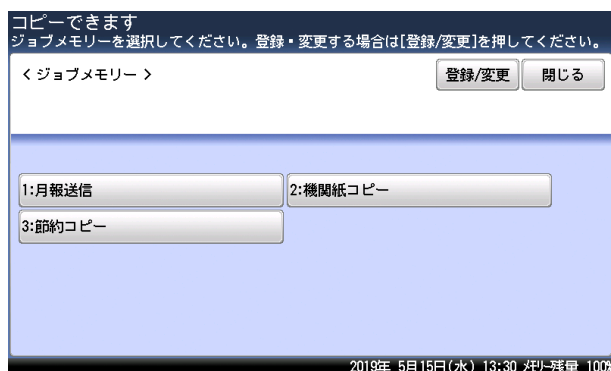 コピーできます
ジョブメモリーを選択してください。登録・変更する場合は[登録/変更]を押してください。
<ジョブメモリー>
登録/変更
閉じる
1:月報送信
2:機関紙コピー
3:節約コピー
2019年 5月15日(水) 13:30 メモリー残量 100%